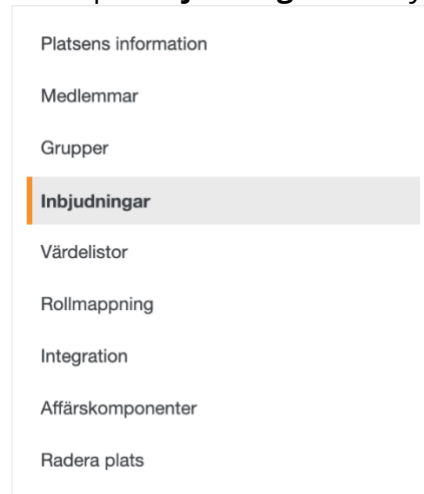 Platsens information
Medlemmar
Grupper
Inbjudningar
Värdelistor
Rollmappning
Integration
Affärskomponenter
Radera plats